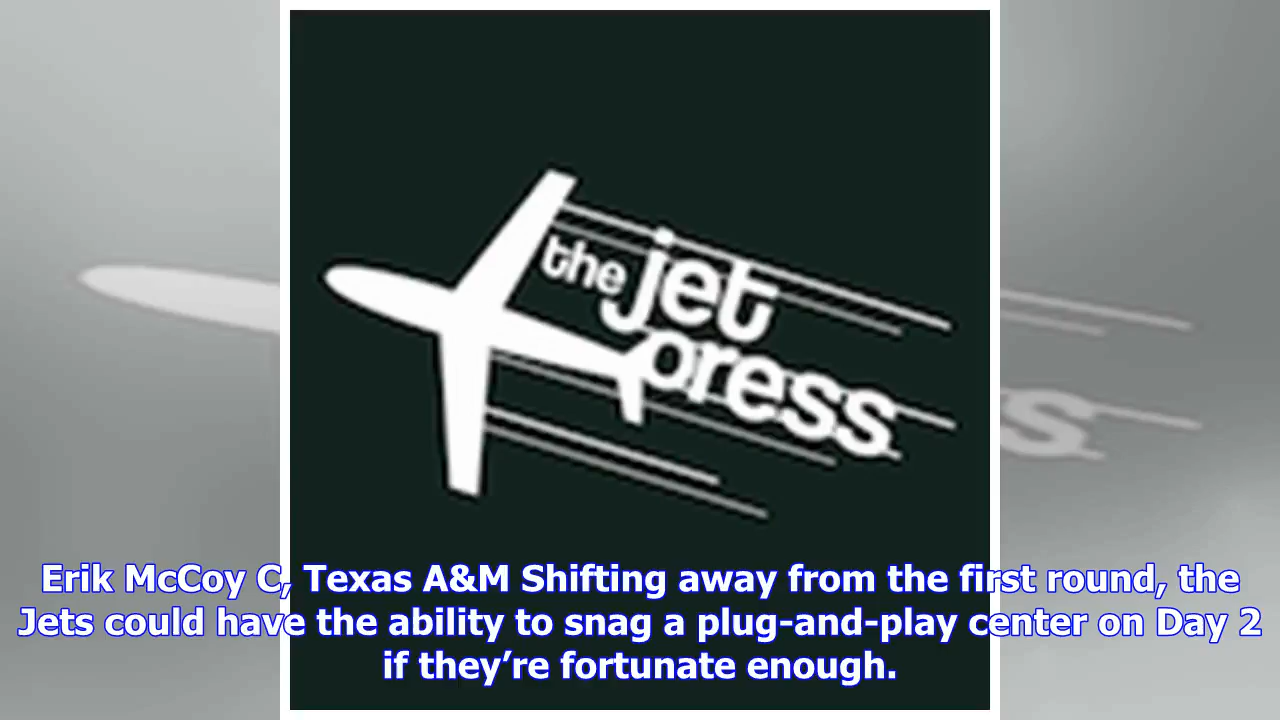 the jet
press
Erik McCoy C, Texas A&M Shifting away from the first round, the
Jets could have the ability to snag a plug-and-play center on Day 2
if they’re fortunate enough.